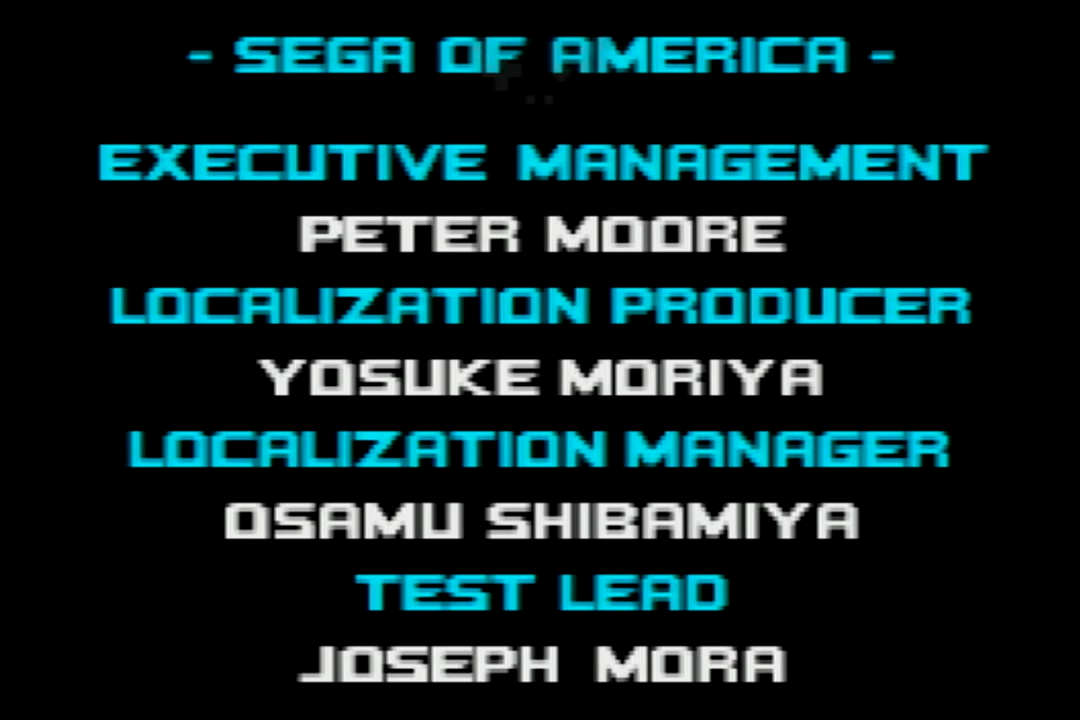 - SEGA OF AMERICA -
EXECUTIVE MANAGEMENT
PETER MOORE
LOCALIZATION PRODUCER
YOSUKE MORIYA
LOCALIZATION MANAGER
OSAMU SHIBAMIYA
TEST LEAD
JOSEPH MORA